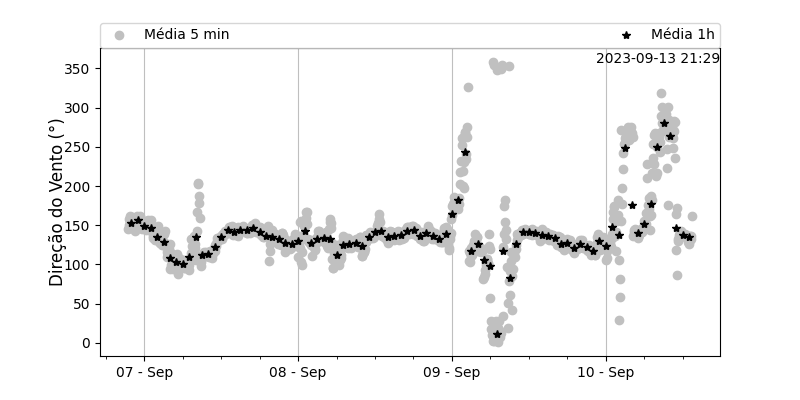 Média 5 min
Média 1h
2023-09-13 21:29
350
300
250
200
150
100
50
0
Direção do Vento (°)
07 - Sep
08 - Sep
09 - Sep
10 - Sep